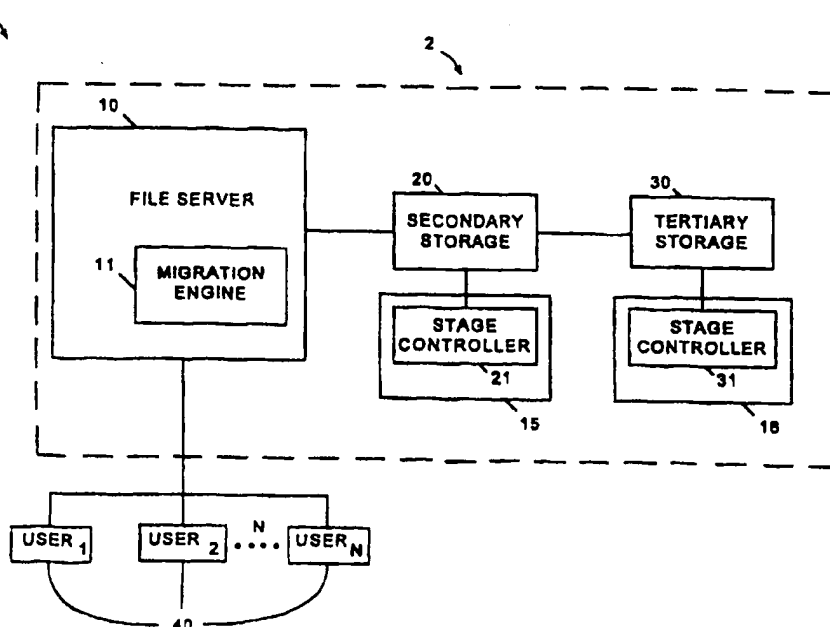 2
10
FILE SERVER
11
MIGRATION
ENGINE
20
SECONDARY
STORAGE
30
TERTIARY
STORAGE
STAGE
CONTROLLER
21
15
STAGE
CONTROLLER
31
16
USER 1
USER 2
N
USER N
40